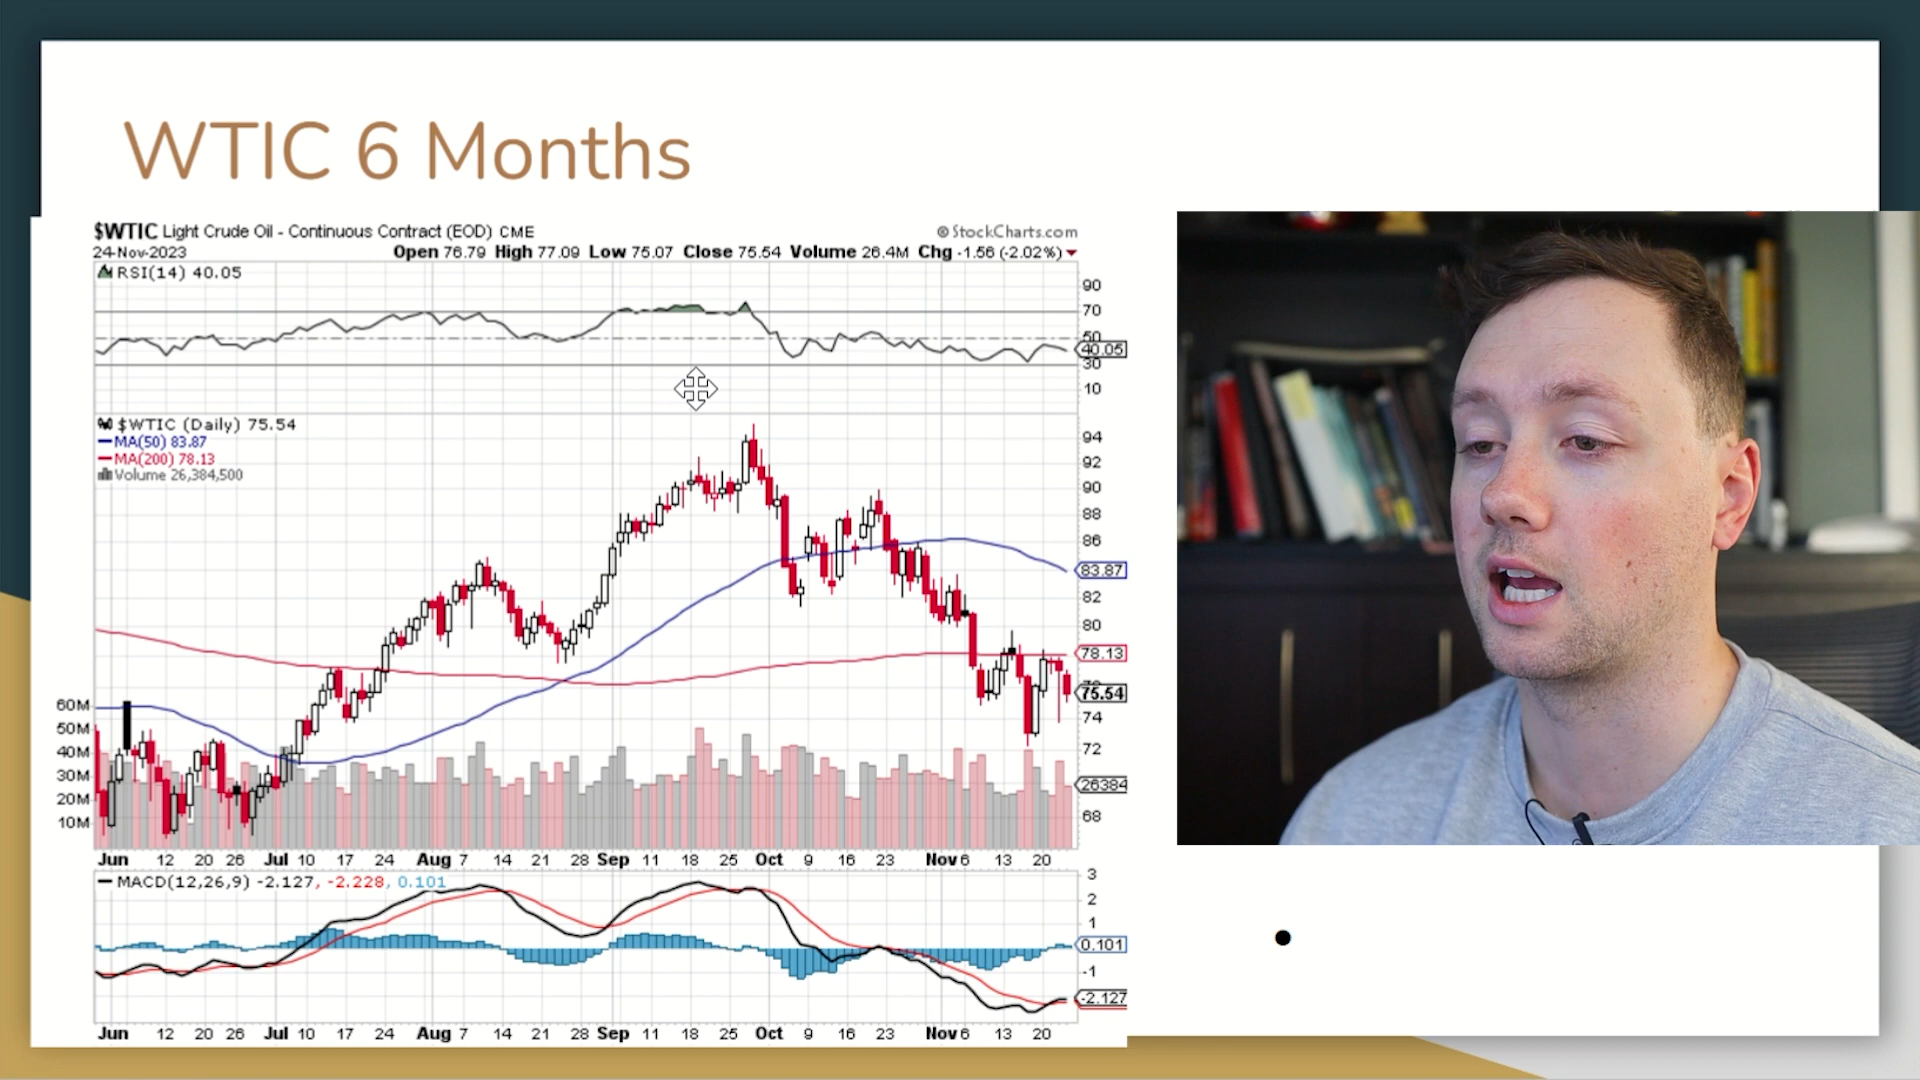 WTIC 6 Months
$WTIC Light Crude Oil - Continuous Contract (EOD) CME
© StockCharts.com
24-Nov-2023
Open 76.79 High 77.09 Low 75.07 Close 75.54 Volume 26.4M Chg -1.56 (-2.02%)
RSI(14) 40.05
90
70
50
40.05
30
10
$WTIC (Daily) 75.54
MA(50) 83.87
MA(200) 78.13
Volume 26,384,500
94
92
90
88
86
83.87
82
80
78.13
75.54
74
72
26384
68
60M
50M
40M
30M
20M
10M
Jun 12 20 26 Jul 10 17 24 Aug 7 14 21 28 Sep 11 18 25 Oct 9 16 23 Nov 6 13 20
MACD(12,26,9) -2.127, -2.228, 0.101
3
2
1
0.101
-1
-2.127
Jun 12 20 26 Jul 10 17 24 Aug 7 14 21 28 Sep 11 18 25 Oct 9 16 23 Nov 6 13 20